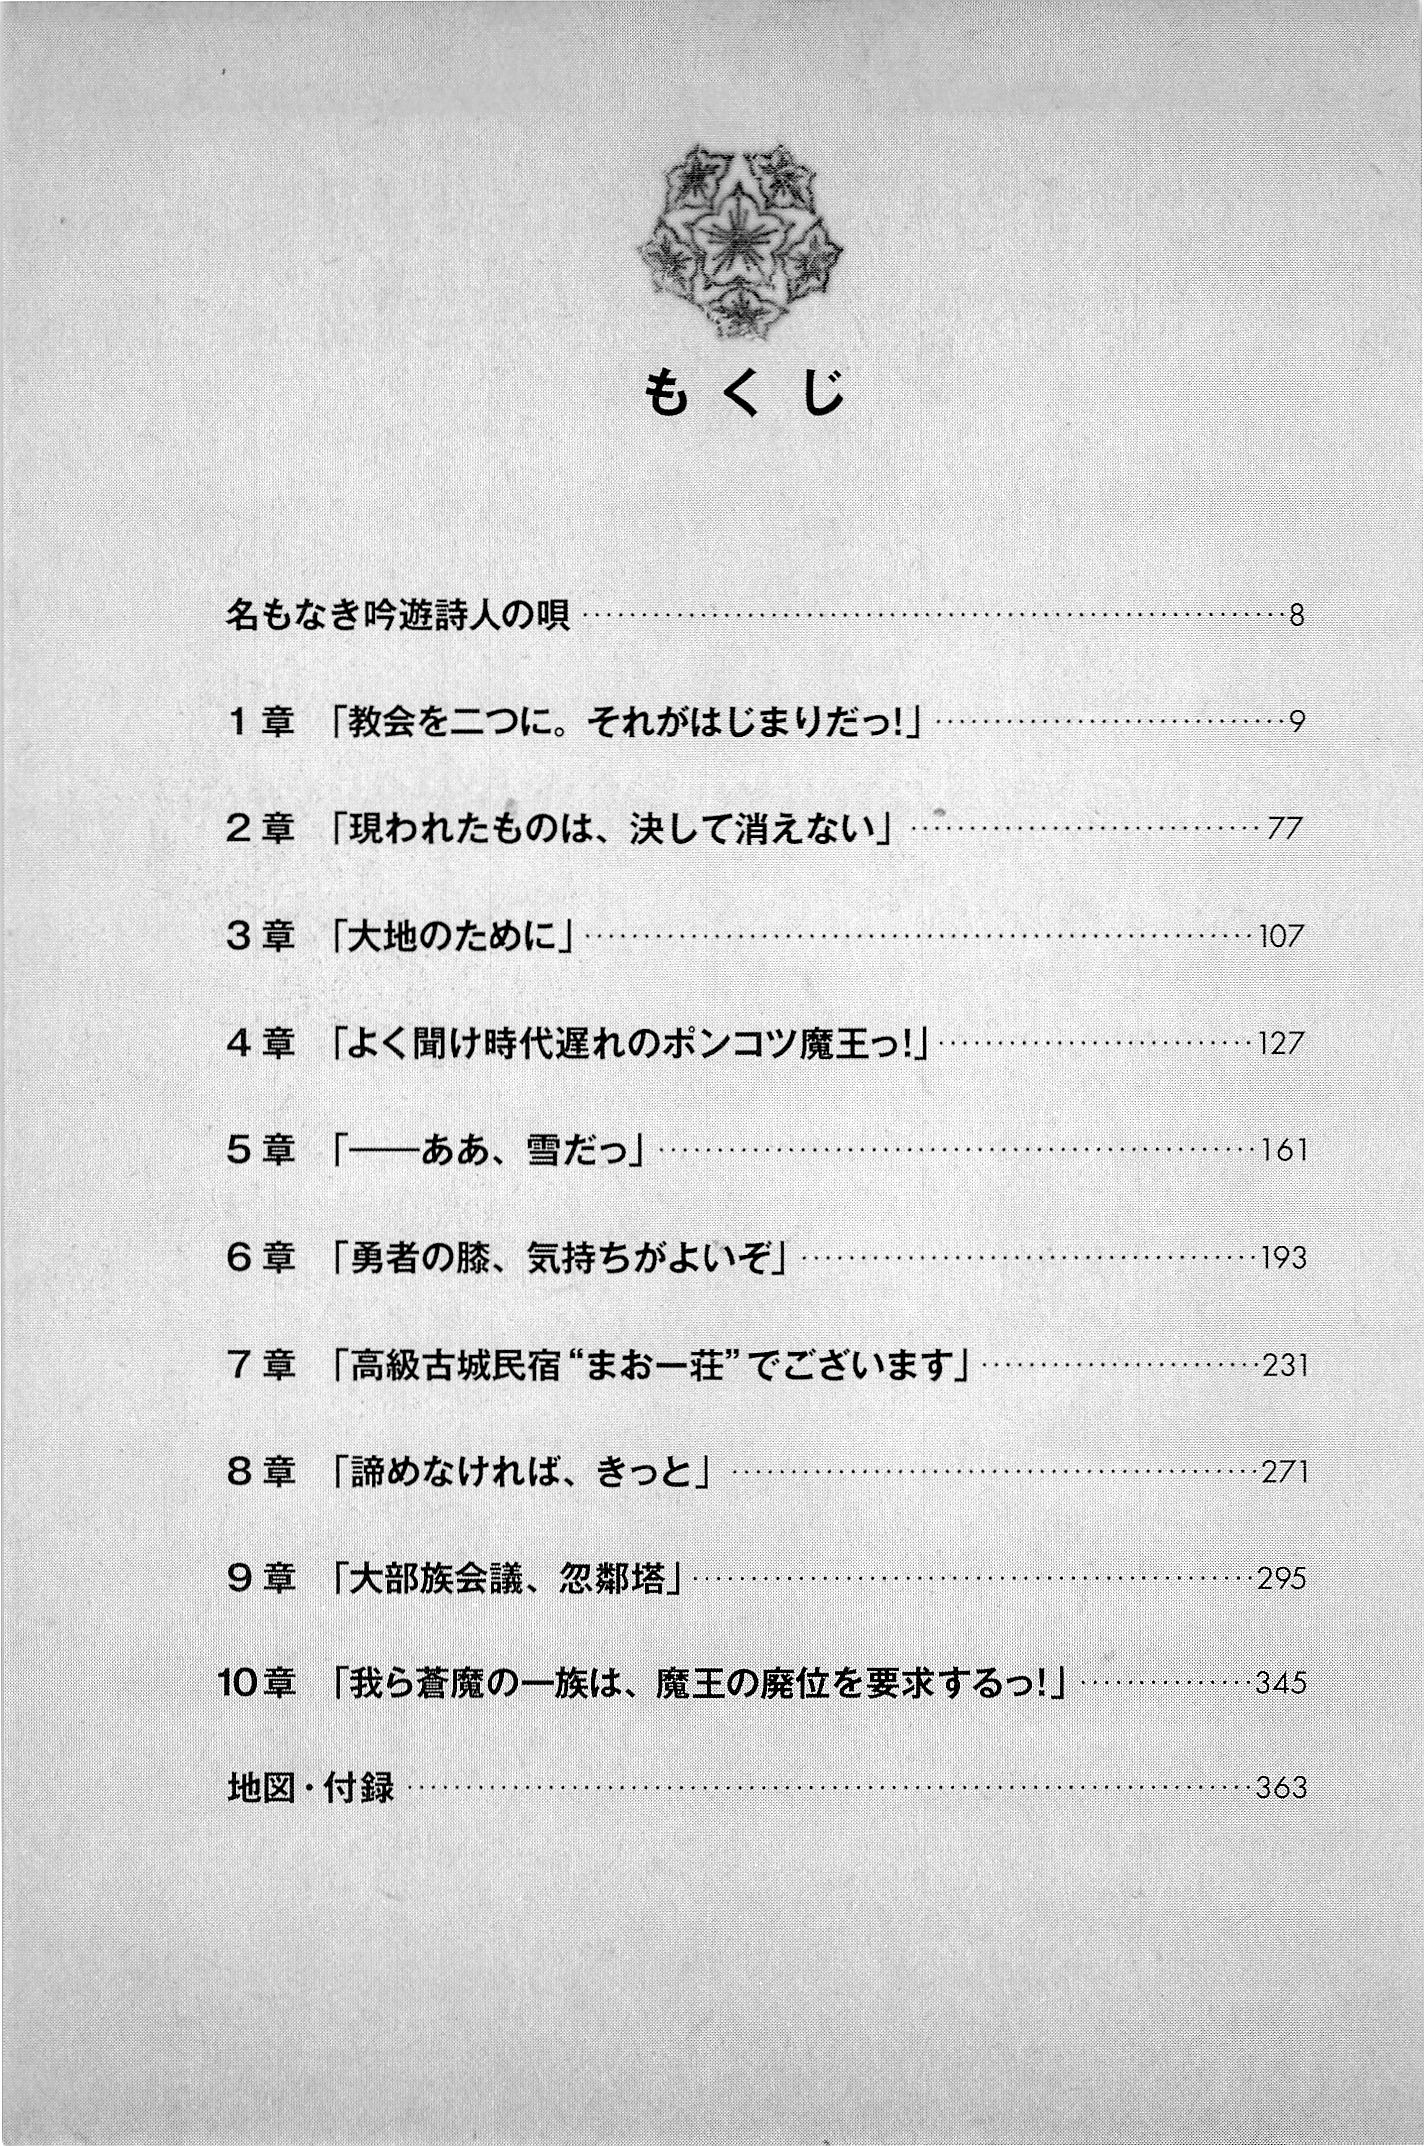 もくじ
名もなき吟遊詩人の唄 8
1章 「教会を二つに。それがはじまりだっ!」 9
2章 「現われたものは、決して消えない」 77
3章 「大地のために」 107
4章 「よく聞け時代遅れのポンコツ魔王っ!」 127
5章 「――ああ、雪だっ」 161
6章 「勇者の膝、気持ちがよいぞ」 193
7章 「高級古城民宿“まおー荘”でございます」 231
8章 「諦めなければ、きっと」 271
9章 「大部族会議、忽鄰塔」 295
10章 「我ら蒼魔の一族は、魔王の廃位を要求するっ!」 345
地図・付録 363